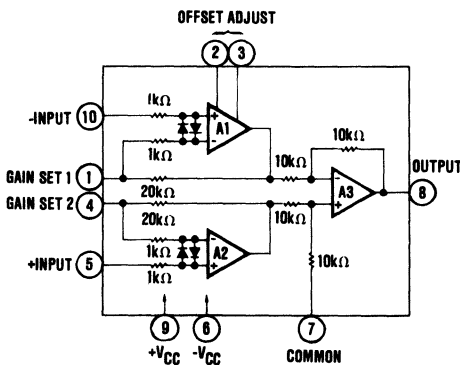 OFFSET ADJUST
2 3
1kΩ
-INPUT 10
+ A1
-
1kΩ
10kΩ
10kΩ
GAIN SET 1 1
20kΩ
- A3
+
OUTPUT
8
GAIN SET 2 4
20kΩ
10kΩ
1kΩ
- A2
+
+INPUT 5
1kΩ
10kΩ
9 6 7
+VCC -VCC COMMON